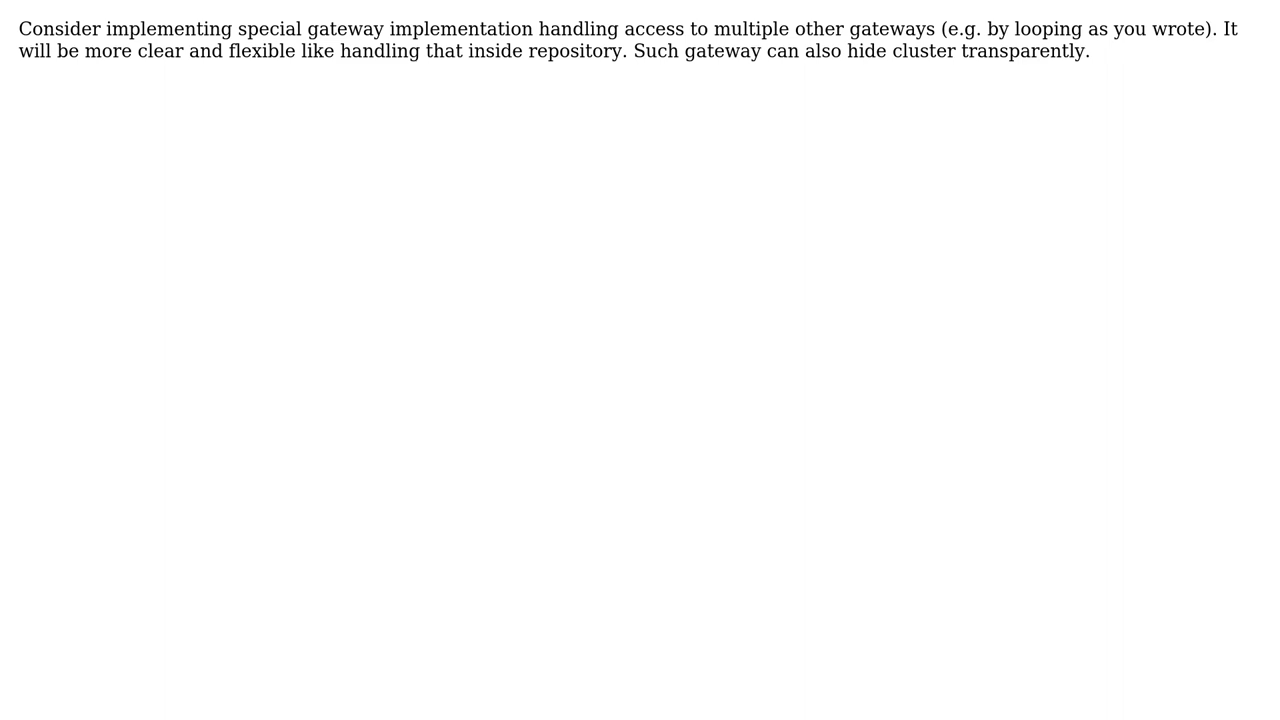 Consider implementing special gateway implementation handling access to multiple other gateways (e.g. by looping as you wrote). It
will be more clear and flexible like handling that inside repository. Such gateway can also hide cluster transparently.